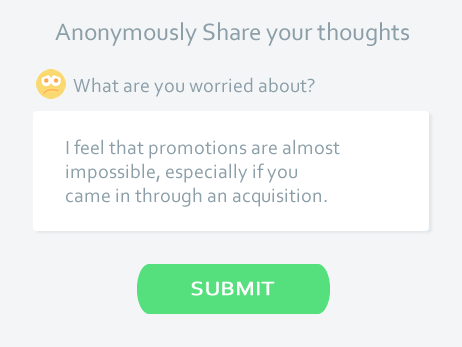 Anonymously Share your thoughts
What are you worried about?
I feel that promotions are almost
impossible, especially if you
came in through an acquisition.
SUBMIT